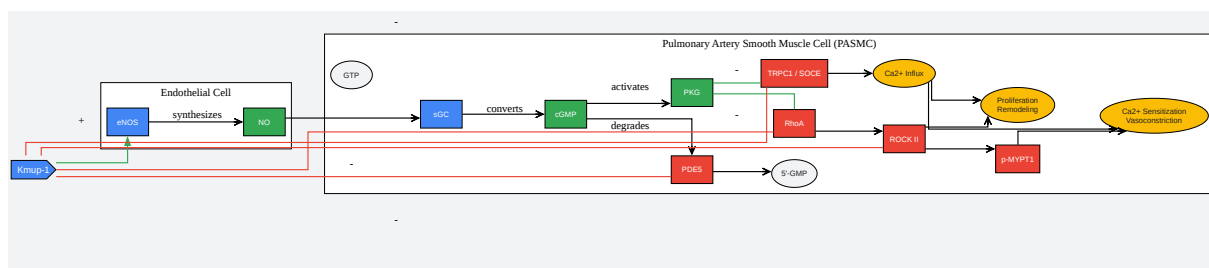 -
Pulmonary Artery Smooth Muscle Cell (PASMC)
GTP
-
TRPC1 / SOCE
Ca2+ Influx
activates
PKG
Endothelial Cell
Proliferation
Remodeling
+
eNOS
synthesizes
NO
sGC
converts
cGMP
degrades
-
RhoA
Ca2+ Sensitization
Vasoconstriction
ROCK II
p-MYPT1
Kmup-1
-
PDE5
5'-GMP
-